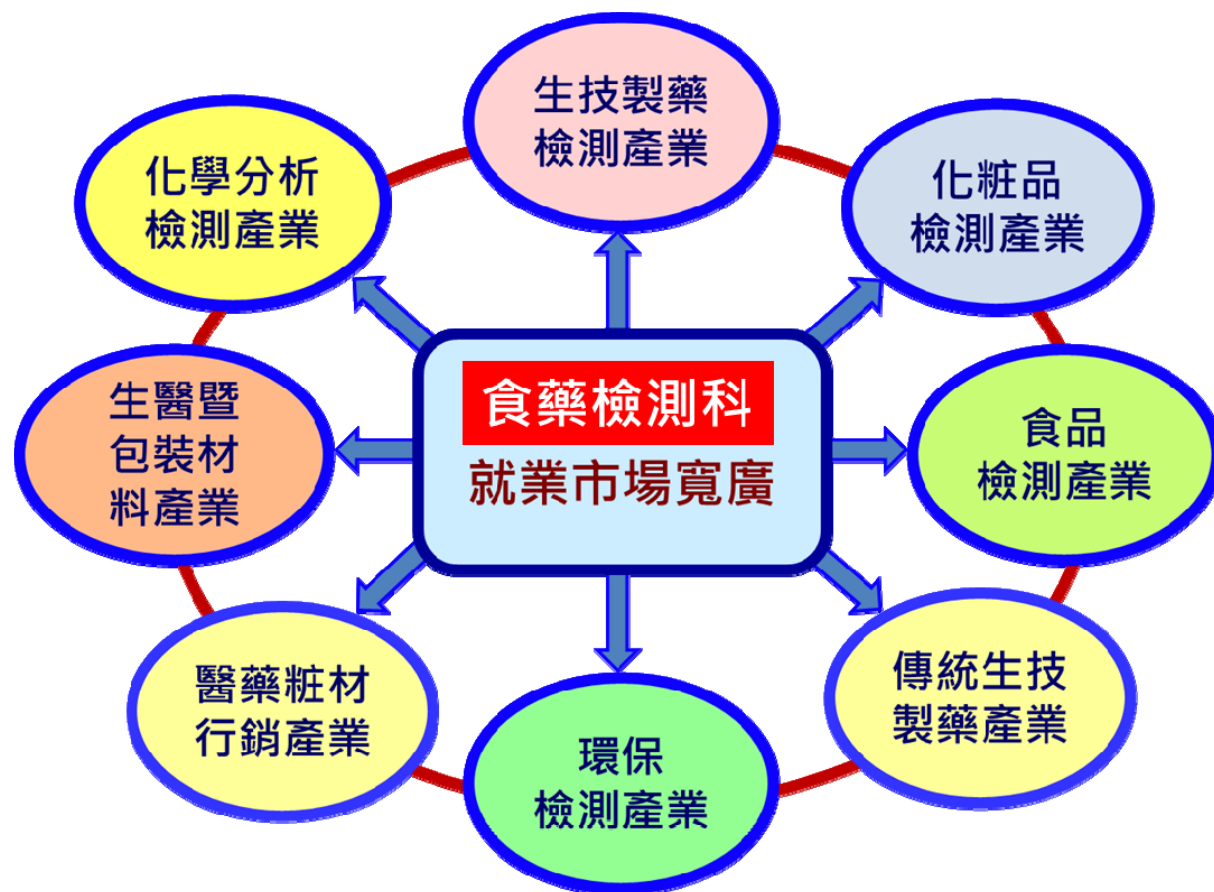 生技製藥
檢測產業
化粧品
檢測產業
食品
檢測產業
傳統生技
製藥產業
環保
檢測產業
醫藥粧材
行銷產業
生醫暨
包裝材
料產業
化學分析
檢測產業
食藥檢測科
就業市場寬廣